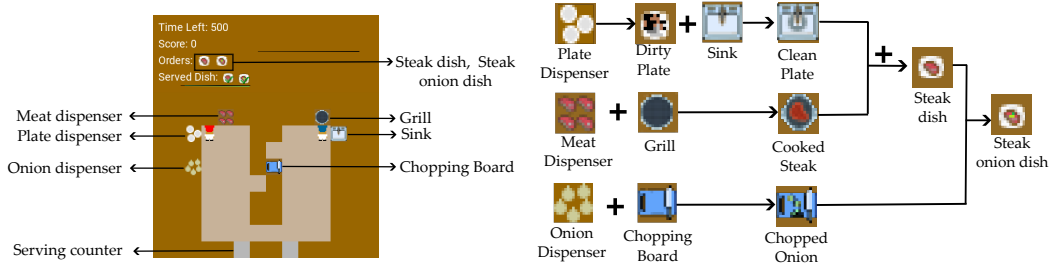 Time Left: 500
Score: 0
Orders:
Served Dish:
Steak dish, Steak
onion dish
Meat dispenser
Plate dispenser
Onion dispenser
Serving counter
Grill
Sink
Chopping Board
Plate
Dispenser
Dirty
Plate
Sink
Clean
Plate
Meat
Dispenser
Grill
Cooked
Steak
Onion
Dispenser
Chopping
Board
Chopped
Onion
Steak
dish
Steak
onion dish